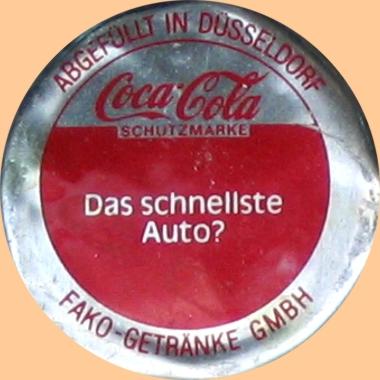 ABGEFÜLLT IN DÜSSELDORF
Coca-Cola
SCHUTZMARKE
Das schnellste
Auto?
FAKO-GETRÄNKE GMBH